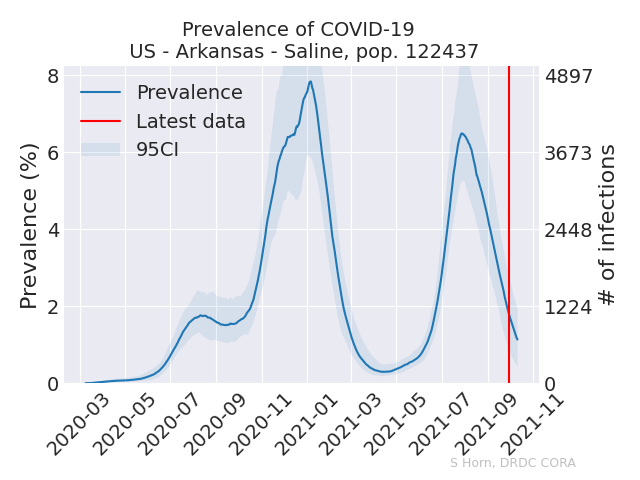 Prevalence of COVID-19
US - Arkansas - Saline, pop. 122437
Prevalence
Latest data
95CI
Prevalence (%)
8
6
4
2
0
4897
3673
2448
1224
0
# of infections
2020-03
2020-05
2020-07
2020-09
2020-11
2021-01
2021-03
2021-05
2021-07
2021-09
2021-11
S Horn, DRDC CORA